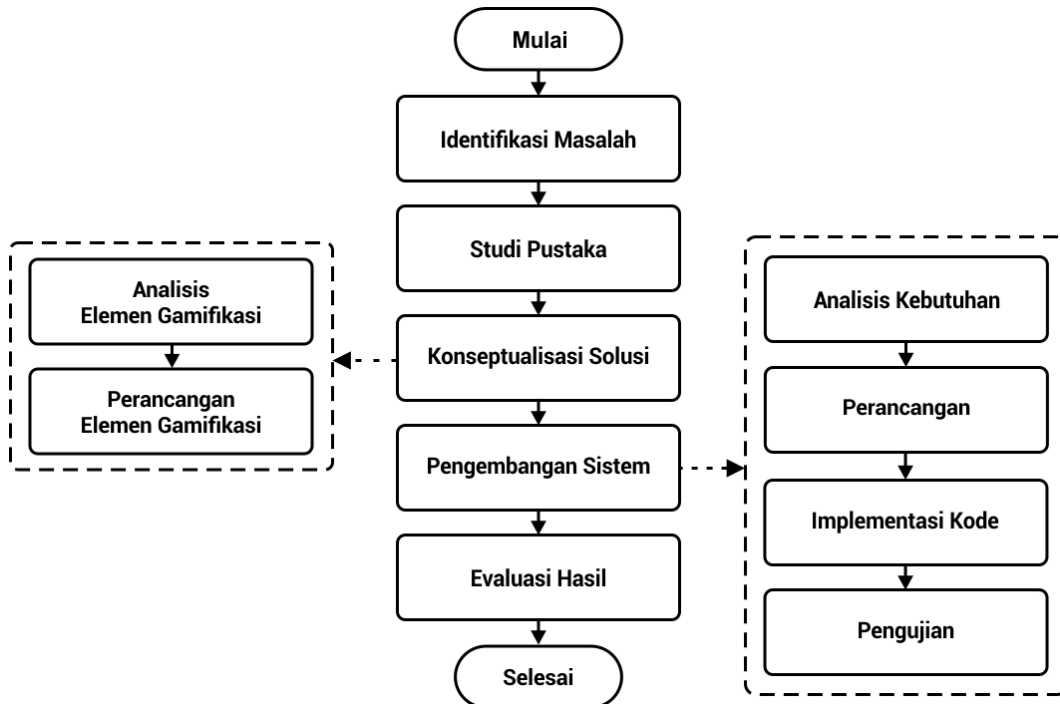 Mulai
Identifikasi Masalah
Studi Pustaka
Konseptualisasi Solusi
Pengembangan Sistem
Evaluasi Hasil
Selesai
Analisis
Elemen Gamifikasi
Perancangan
Elemen Gamifikasi
Analisis Kebutuhan
Perancangan
Implementasi Kode
Pengujian